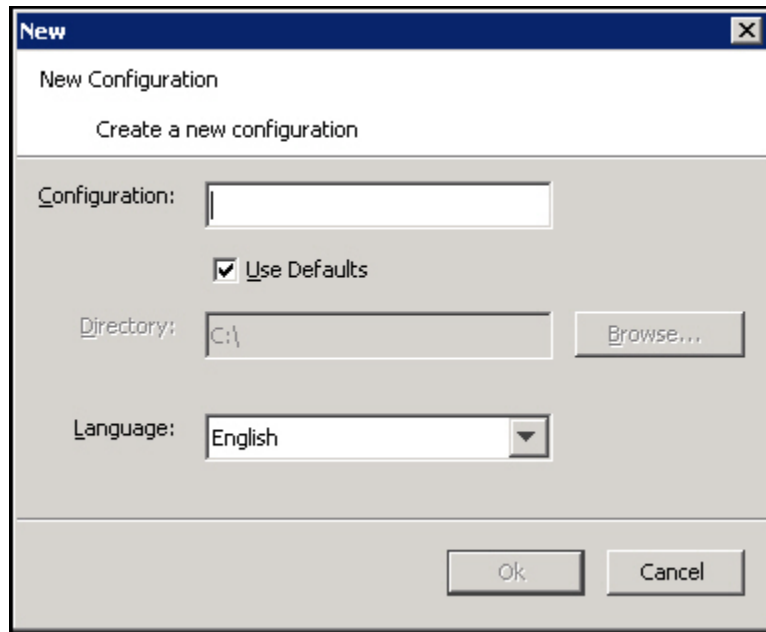 New
New Configuration
Create a new configuration
Configuration:
Use Defaults
Directory: C:\ Browse...
Language: English
Ok Cancel